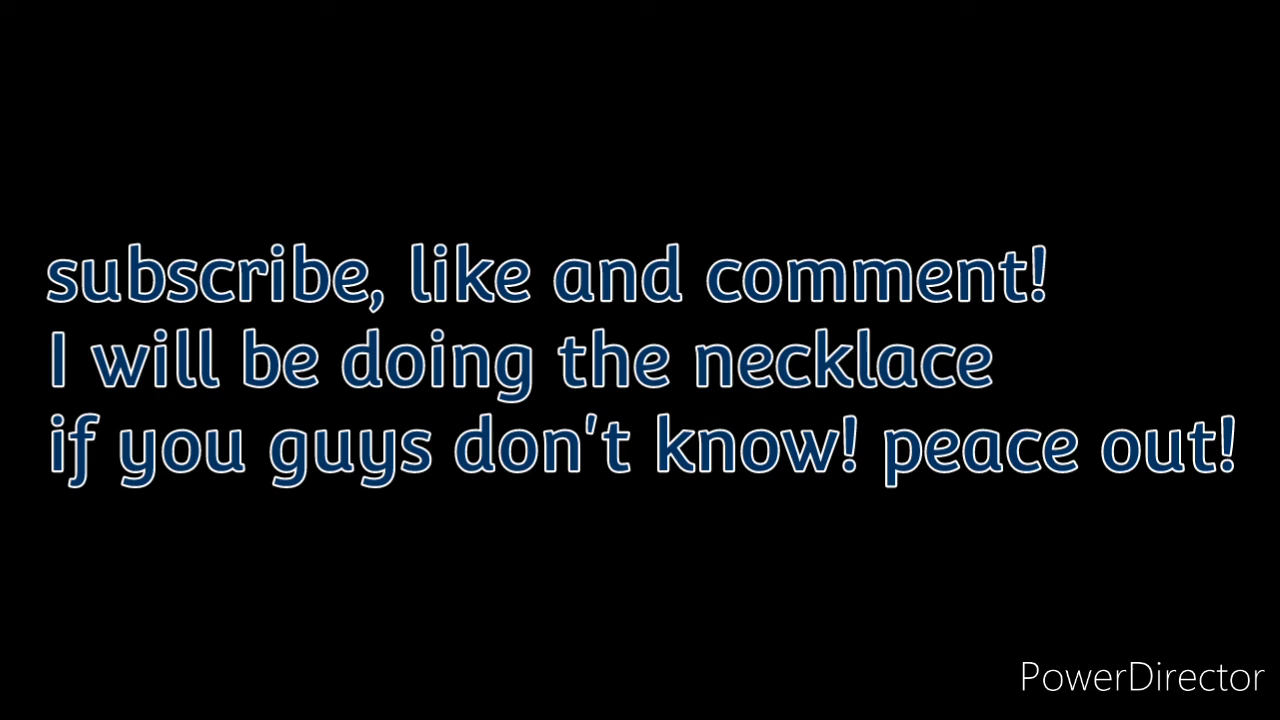 subscribe, like and comment!
I will be doing the necklace
if you guys don't know! peace out!
PowerDirector